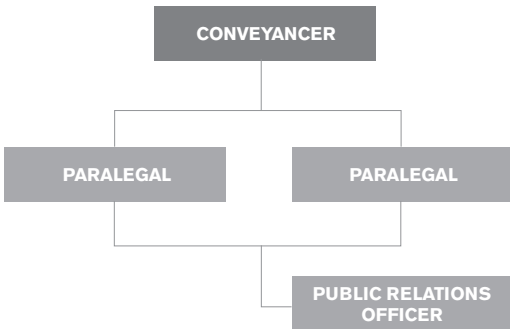 CONVEYANCER
PARALEGAL
PARALEGAL
PUBLIC RELATIONS
OFFICER